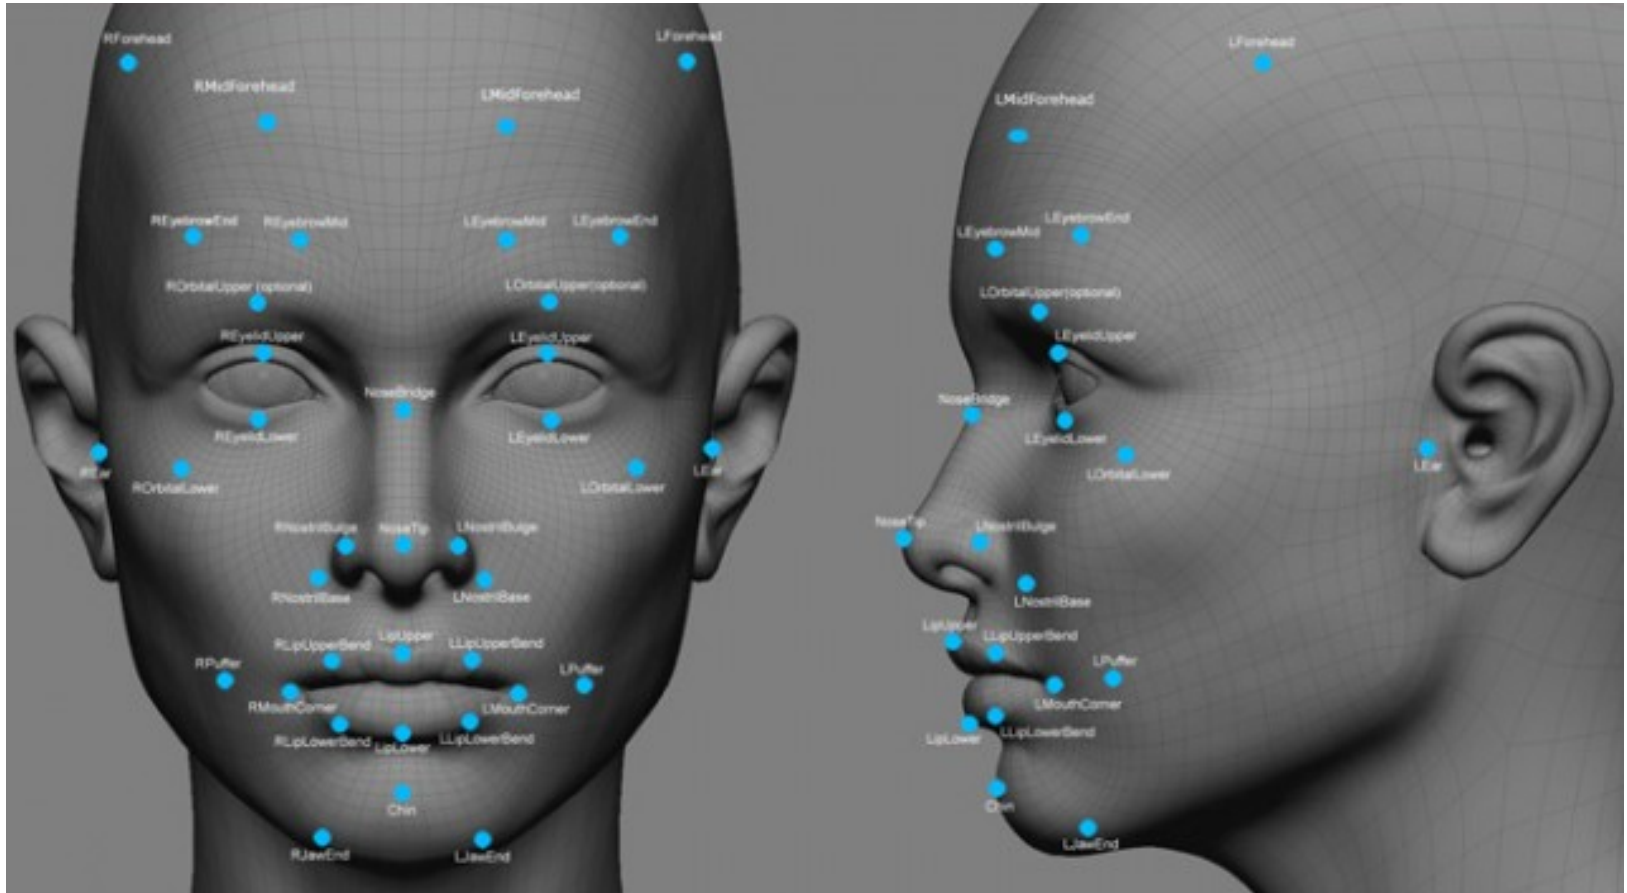 RForehead
LForehead
RMidForehead
LMidForehead
REyebrowEnd
REyebrowMid
LEyebrowMid
LEyebrowEnd
ROrbitalUpper (optional)
LOrbitalUpper(optional)
REyelidUpper
LEyelidUpper
NoseBridge
REyelidLower
LEyelidLower
REar
LEar
ROrbitalLower
LOrbitalLower
RNostrilBulge
NoseTip
LNostrilBulge
RNostrilBase
LNostrilBase
LipUpper
RLipUpperBend
LLipUpperBend
RPuffer
LPuffer
RMouthCorner
LMouthCorner
RLipLowerBend
LipLower
LLipLowerBend
Chin
RJawEnd
LJawEnd
LForehead
LMidForehead
LEyebrowEnd
LEyebrowMid
LOrbitalUpper(optional)
LEyelidUpper
NoseBridge
LEyelidLower
LOrbitalLower
LEar
NoseTip
LNostrilBulge
LNostrilBase
LipUpper
LLipUpperBend
LPuffer
LMouthCorner
LipLower
LLipLowerBend
Chin
LJawEnd